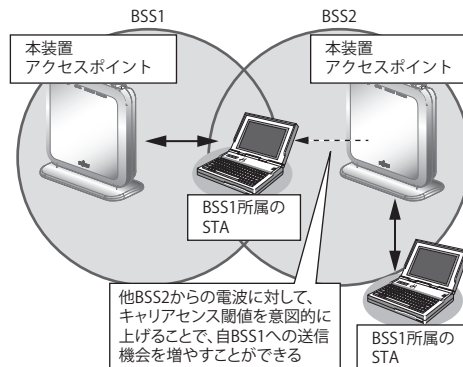 BSS1
BSS2
本装置
アクセスポイント
本装置
アクセスポイント
BSS1所属の
STA
他BSS2からの電波に対して、
キャリアセンス閾値を意図的に
上げることで、自BSS1への送信
機会を増やすことができる
BSS1所属の
STA